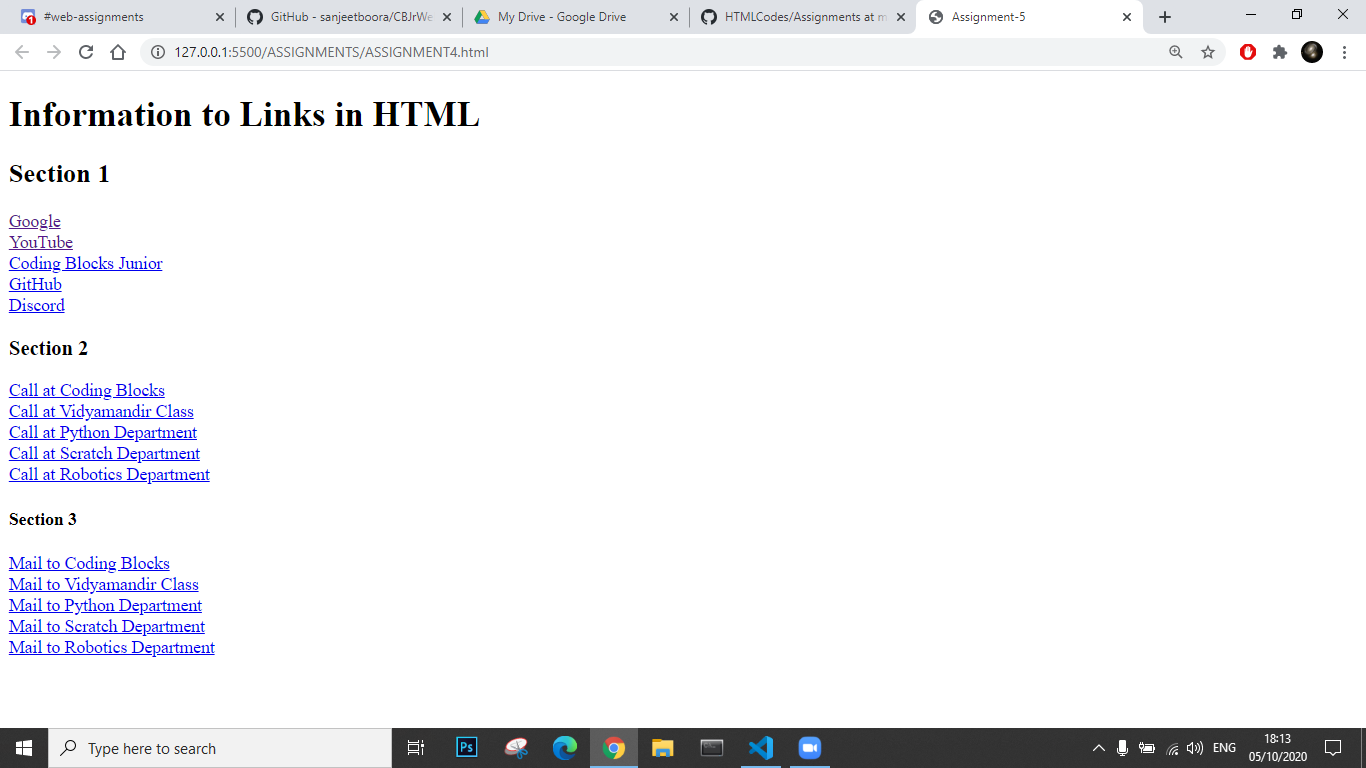 #web-assignments
GitHub - sanjeetboora/CBJrWe
My Drive - Google Drive
HTMLCodes/Assignments at m
Assignment-5
127.0.0.1:5500/ASSIGNMENTS/ASSIGNMENT4.html
Information to Links in HTML
Section 1
Google
YouTube
Coding Blocks Junior
GitHub
Discord
Section 2
Call at Coding Blocks
Call at Vidyamandir Class
Call at Python Department
Call at Scratch Department
Call at Robotics Department
Section 3
Mail to Coding Blocks
Mail to Vidyamandir Class
Mail to Python Department
Mail to Scratch Department
Mail to Robotics Department
Type here to search
Ps
ENG
18:13
05/10/2020